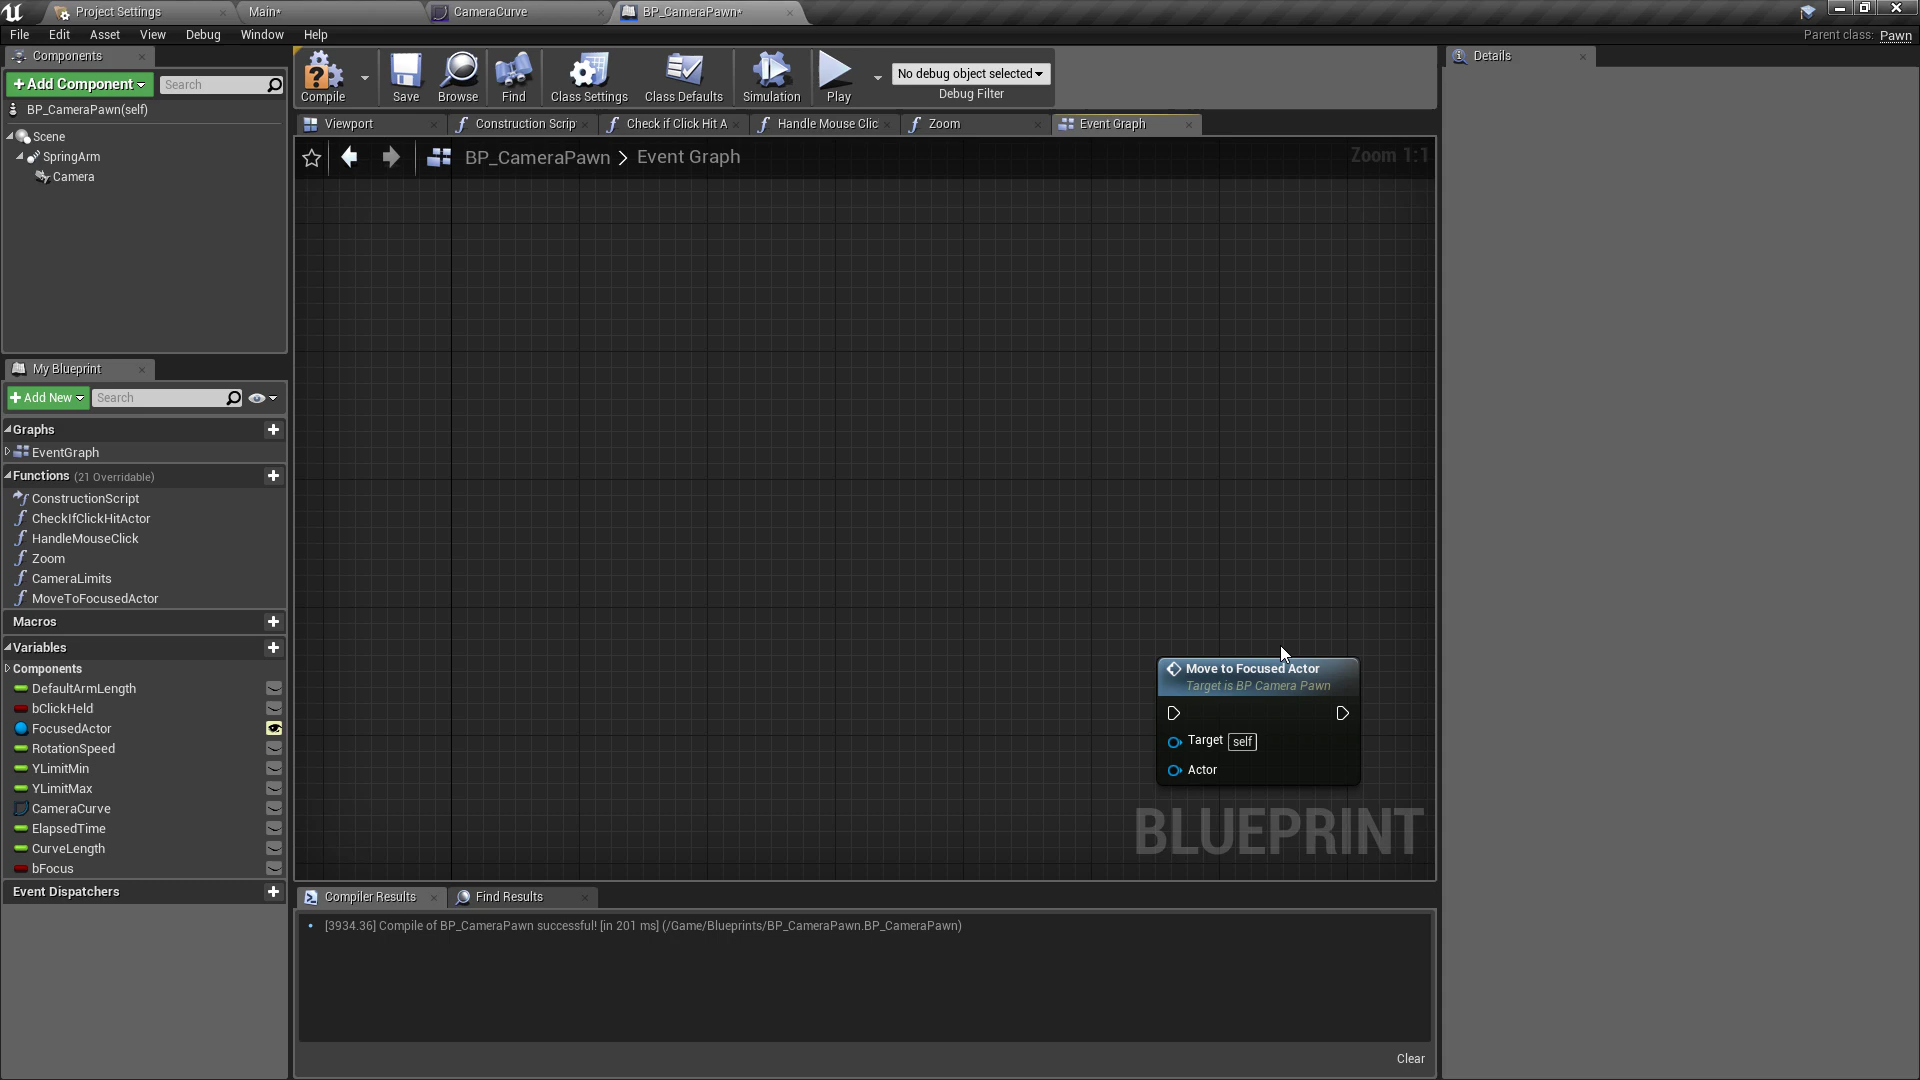 Project Settings
Main*
CameraCurve
BP_CameraPawn*
File Edit Asset View Debug Window Help
Parent class: Pawn
Components
+Add Component
Search
BP_CameraPawn(self)
Scene
SpringArm
Camera
My Blueprint
+Add New
Search
Graphs
EventGraph
Functions (21 Overridable)
ConstructionScript
CheckIfClickHitActor
HandleMouseClick
Zoom
CameraLimits
MoveToFocusedActor
Macros
Variables
Components
DefaultArmLength
bClickHeld
FocusedActor
RotationSpeed
YLimitMin
YLimitMax
CameraCurve
ElapsedTime
CurveLength
bFocus
Event Dispatchers
Compile
Save
Browse
Find
Class Settings
Class Defaults
Simulation
Play
No debug object selected
Debug Filter
Viewport
Construction Scrip
Check if Click Hit A
Handle Mouse Clic
Zoom
Event Graph
BP_CameraPawn > Event Graph
Zoom 1:1
Move to Focused Actor
Target is BP Camera Pawn
Target self
Actor
BLUEPRINT
Compiler Results
Find Results
[3934.36] Compile of BP_CameraPawn successful! [in 201 ms] (/Game/Blueprints/BP_CameraPawn.BP_CameraPawn)
Clear
Details